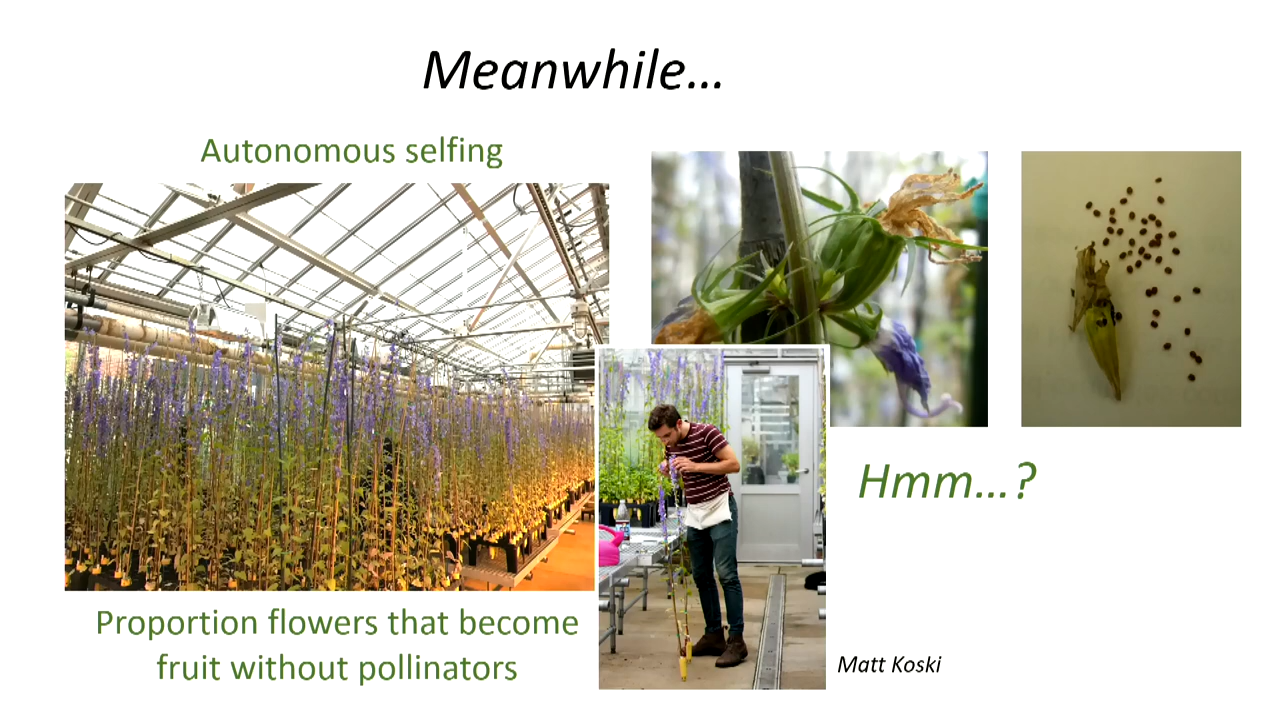 Meanwhile…
Autonomous selfing
Hmm…?
Proportion flowers that become
fruit without pollinators
Matt Koski